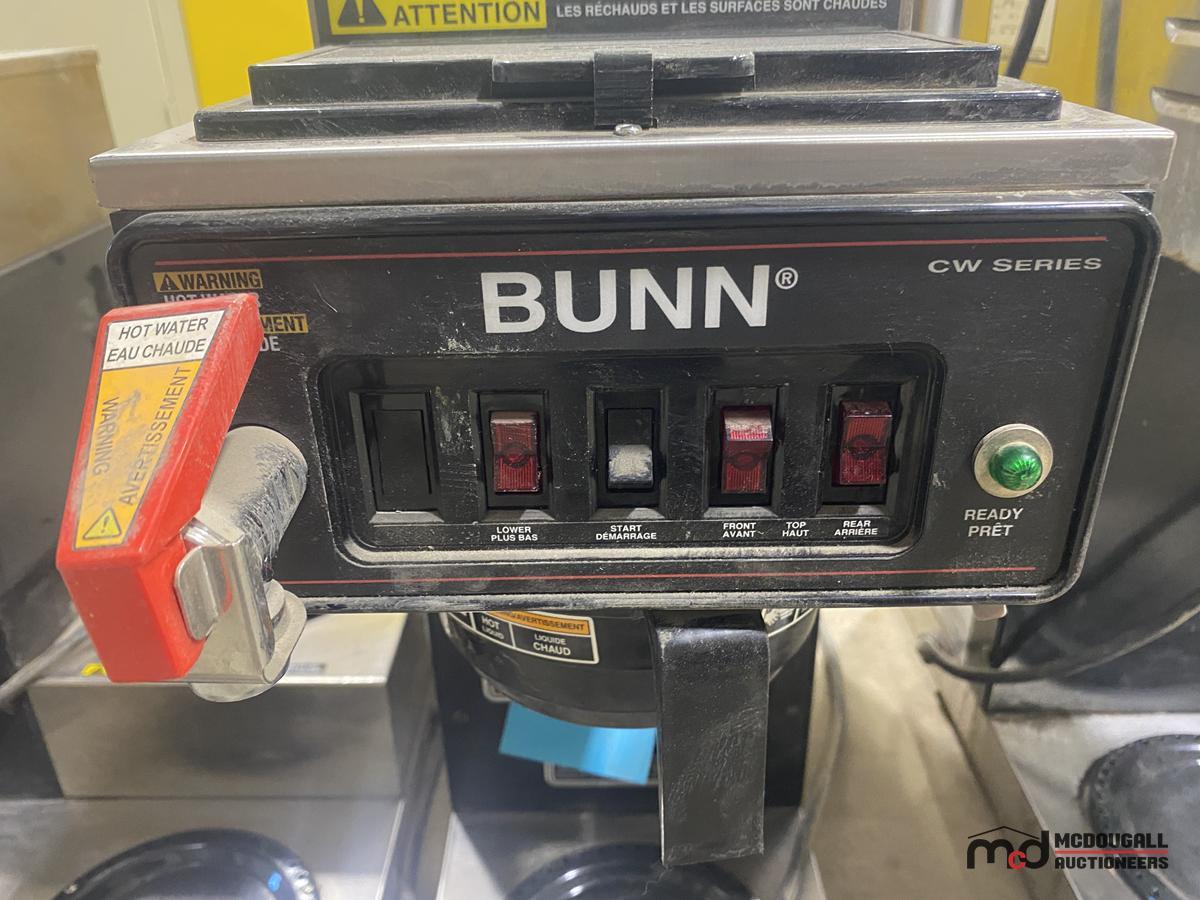 ATTENTION
LES RÉCHAUDS ET LES SURFACES SONT CHAUDES
WARNING
HOT WATER
EAU CHAUDE
WARNING
AVERTISSEMENT
BUNN®
CW SERIES
LOWER
PLUS BAS
START
DÉMARRAGE
FRONT
AVANT
TOP
HAUT
REAR
ARRIÈRE
READY
PRÊT
AVERTISSEMENT
HOT
LIQUID
LIQUIDE
CHAUD
mcd
MCDOUGALL
AUCTIONEERS